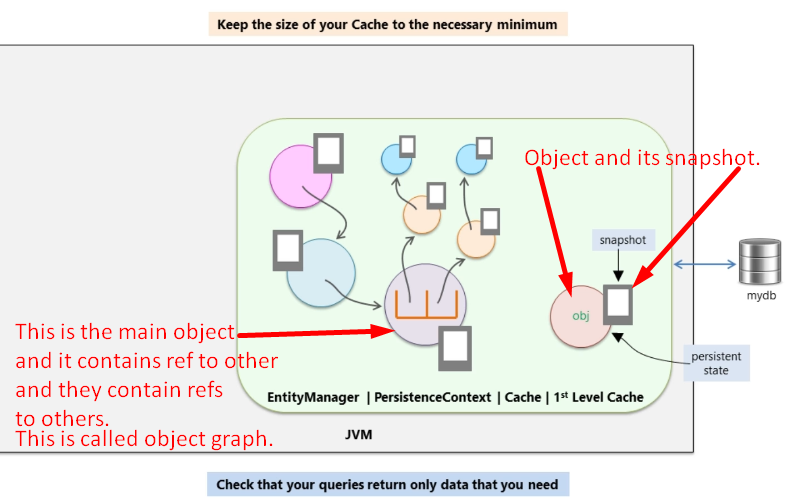 Keep the size of your Cache to the necessary minimum
Object and its snapshot.
snapshot
obj
mydb
This is the main object
and it contains ref to other
and they contain refs
to others.
This is called object graph.
persistent
state
EntityManager | PersistenceContext | Cache | 1st Level Cache
JVM
Check that your queries return only data that you need